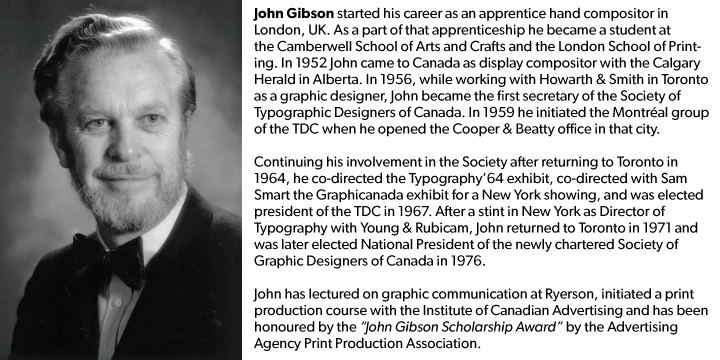 John Gibson started his career as an apprentice hand compositor in
London, UK. As a part of that apprenticeship he became a student at
the Camberwell School of Arts and Crafts and the London School of Print-
ing. In 1952 John came to Canada as display compositor with the Calgary
Herald in Alberta. In 1956, while working with Howarth & Smith in Toronto
as a graphic designer, John became the first secretary of the Society of
Typographic Designers of Canada. In 1959 he initiated the Montréal group
of the TDC when he opened the Cooper & Beatty office in that city.
Continuing his involvement in the Society after returning to Toronto in
1964, he co-directed the Typography’64 exhibit, co-directed with Sam
Smart the Graphicanada exhibit for a New York showing, and was elected
president of the TDC in 1967. After a stint in New York as Director of
Typography with Young & Rubicam, John returned to Toronto in 1971 and
was later elected National President of the newly chartered Society of
Graphic Designers of Canada in 1976.
John has lectured on graphic communication at Ryerson, initiated a print
production course with the Institute of Canadian Advertising and has been
honoured by the “John Gibson Scholarship Award” by the Advertising
Agency Print Production Association.